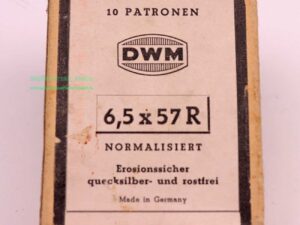 10 PATRONEN
DWM
6,5 x 57 R
NORMALISIERT
Erosionssicher
quecksilber- und rostfrei
Made in Germany